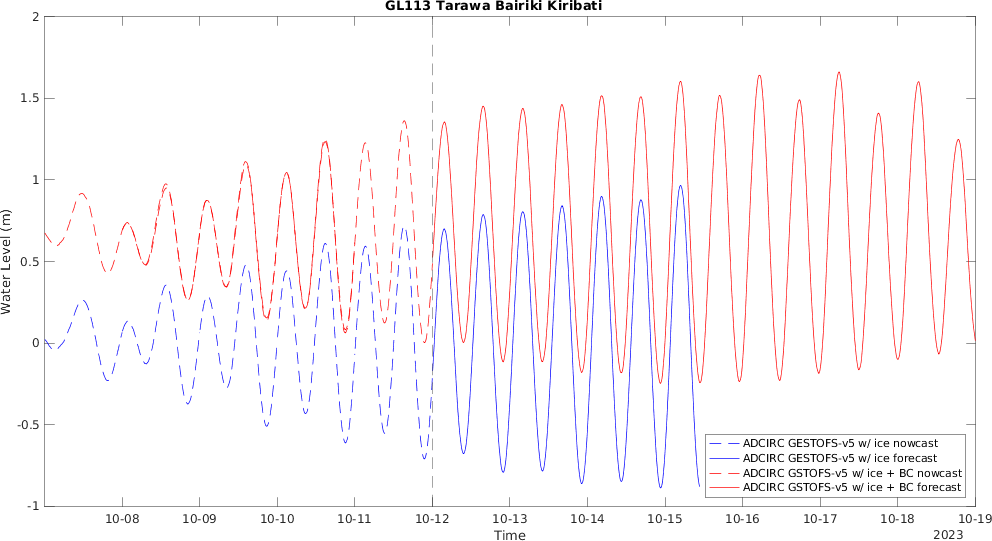 GL113 Tarawa Bairiki Kiribati
2
1.5
1
0.5
0
-0.5
-1
Water Level (m)
ADCIRC GESTOFS-v5 w/ ice nowcast
ADCIRC GESTOFS-v5 w/ ice forecast
ADCIRC GSTOFS-v5 w/ ice + BC nowcast
ADCIRC GSTOFS-v5 w/ ice + BC forecast
10-08 10-09 10-10 10-11 10-12 10-13 10-14 10-15 10-16 10-17 10-18 10-19
Time
2023